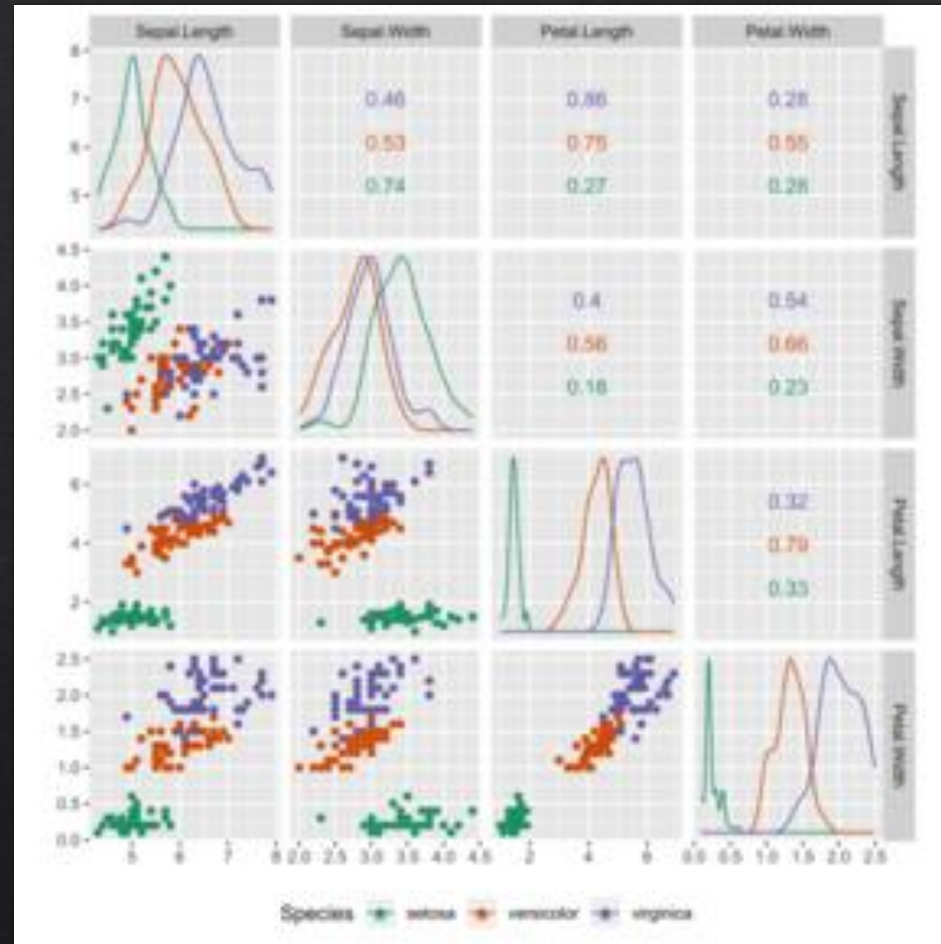 Sepal.Length Sepal.Width Petal.Length Petal.Width
8
7
6
5
0.46 0.86 0.28
0.53 0.75 0.55
0.74 0.27 0.28
Sepal.Length
4.5
4.0
3.5
3.0
2.5
2.0
0.4 0.54
0.56 0.66
0.18 0.23
Sepal.Width
6
4
2
0.32
0.79
0.33
Petal.Length
2.5
2.0
1.5
1.0
0.5
0.0
Petal.Width
5 6 7 8 2.0 2.5 3.0 3.5 4.0 4.5 2 4 6 0.0 0.5 1.0 1.5 2.0 2.5
Species setosa versicolor virginica